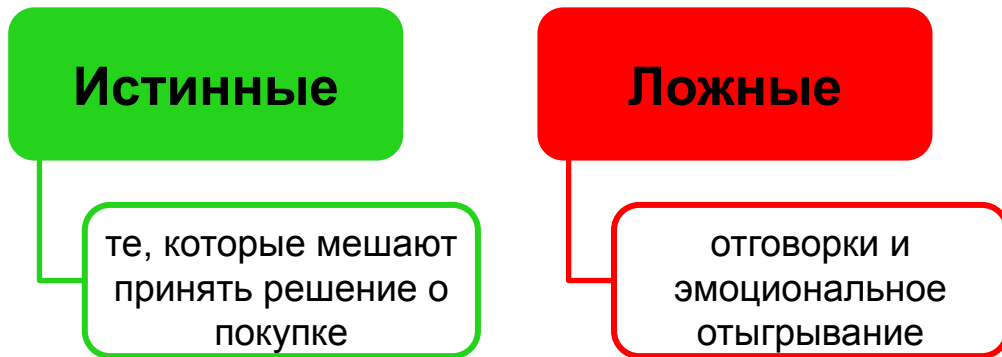 Истинные
те, которые мешают
принять решение о
покупке
Ложные
отговорки и
эмоциональное
отыгрывание